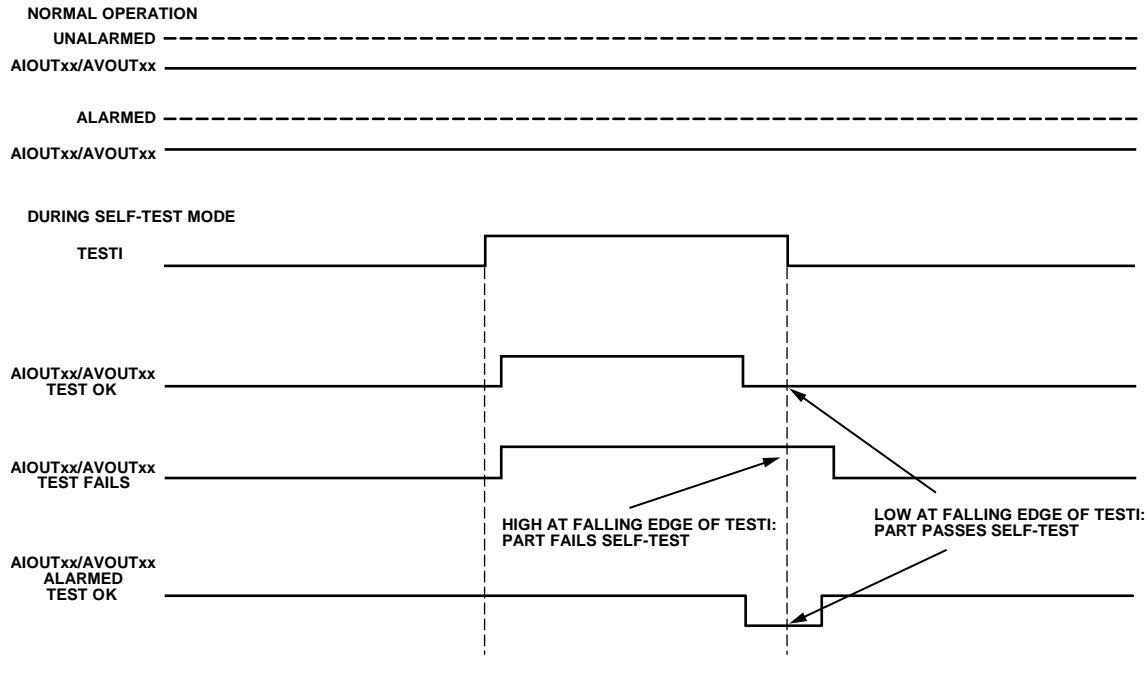 NORMAL OPERATION
UNALARMED
AIOUTxx/AVOUTxx
ALARMED
AIOUTxx/AVOUTxx
DURING SELF-TEST MODE
TESTI
AIOUTxx/AVOUTxx
TEST OK
AIOUTxx/AVOUTxx
TEST FAILS
HIGH AT FALLING EDGE OF TESTI:
PART FAILS SELF-TEST
LOW AT FALLING EDGE OF TESTI:
PART PASSES SELF-TEST
AIOUTxx/AVOUTxx
ALARMED
TEST OK